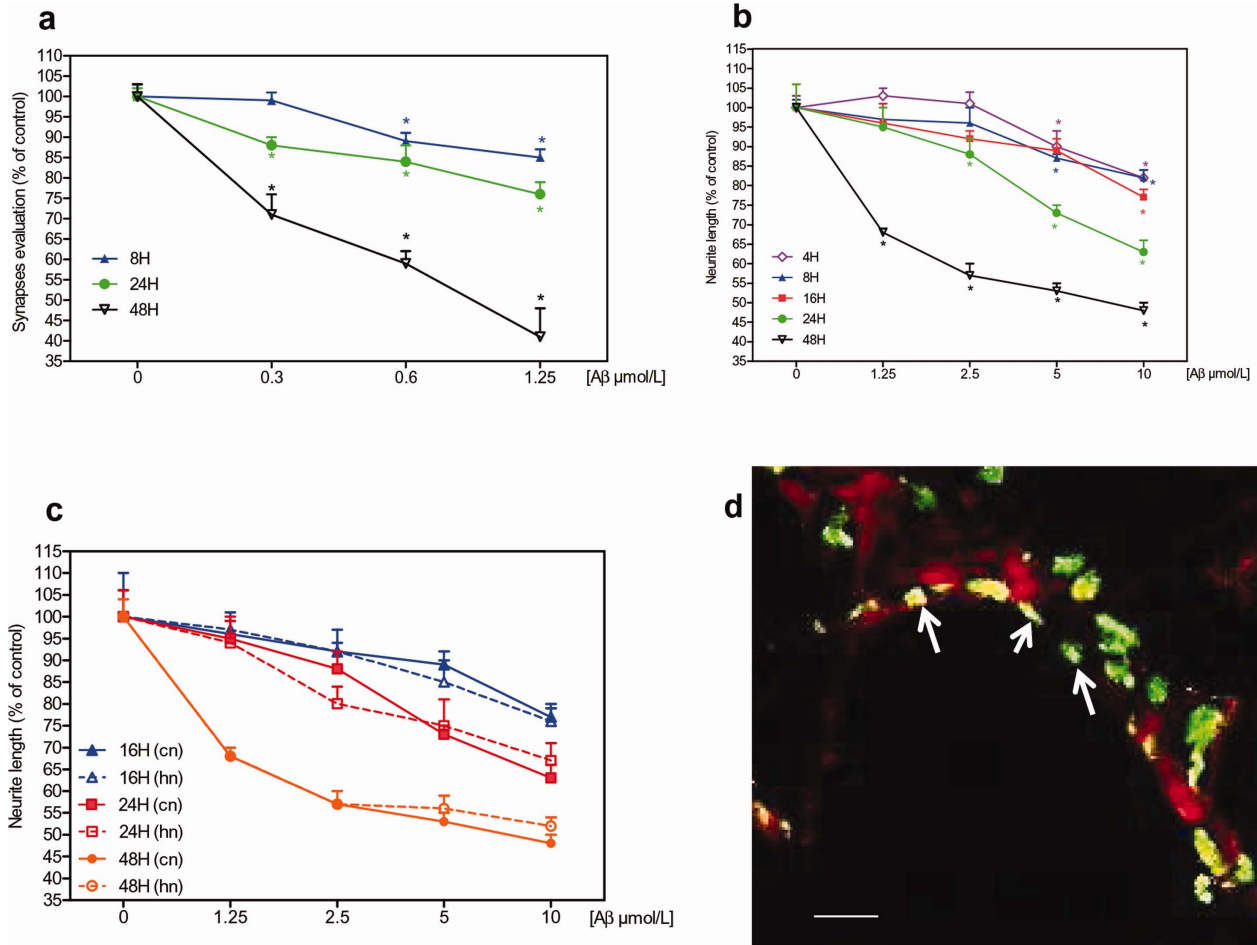 a
110
105
100
95
90
85
80
75
70
65
60
55
50
45
40
35
Synapses evaluation (% of control)
*
*
*
*
*
*
*
*
8H
24H
48H
0 0.3 0.6 1.25 [Aβ µmol/L]
b
115
110
105
100
95
90
85
80
75
70
65
60
55
50
45
40
35
Neurite length (% of control)
*
*
*
*
*
*
*
*
*
*
*
*
4H
8H
16H
24H
48H
0 1.25 2.5 5 10 [Aβ µmol/L]
c
115
110
105
100
95
90
85
80
75
70
65
60
55
50
45
40
35
Neurite length (% of control)
16H (cn)
16H (hn)
24H (cn)
24H (hn)
48H (cn)
48H (hn)
0 1.25 2.5 5 10 [Aβ µmol/L]
d